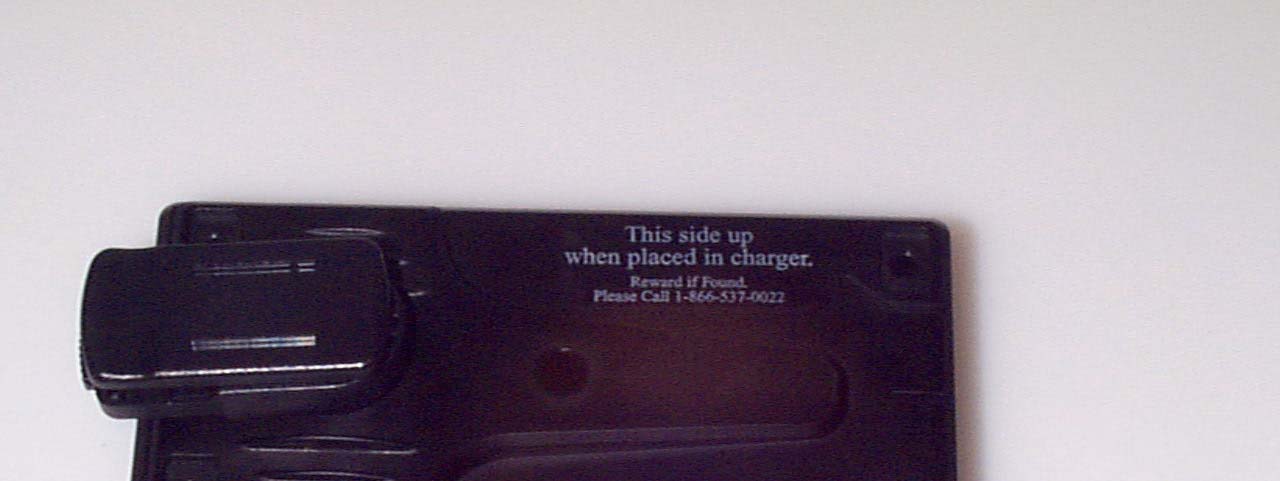 This side up
when placed in charger.
Reward if Found.
Please Call 1-866-537-0022